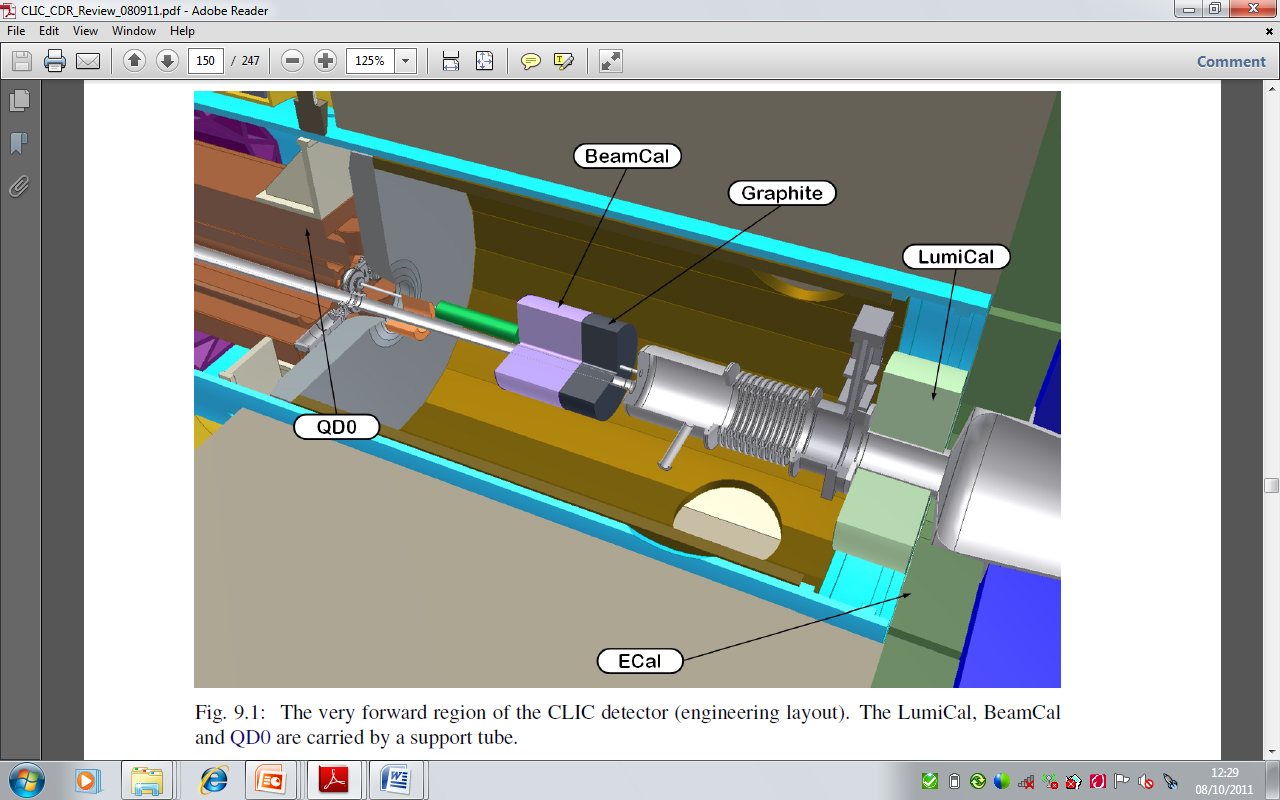 CLIC_CDR_Review_080911.pdf - Adobe Reader
File Edit View Window Help
150 / 247 125% Comment
BeamCal
Graphite
LumiCal
QD0
ECal
Fig. 9.1: The very forward region of the CLIC detector (engineering layout). The LumiCal, BeamCal
and QD0 are carried by a support tube.
12:29
08/10/2011